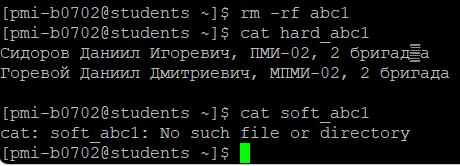 [pmi-b0702@students ~]$ rm -rf abc1
[pmi-b0702@students ~]$ cat hard_abc1
Сидоров Даниил Игоревич, ПМИ-02, 2 бригада
Горевой Даниил Дмитриевич, МПМИ-02, 2 бригада
[pmi-b0702@students ~]$ cat soft_abc1
cat: soft_abc1: No such file or directory
[pmi-b0702@students ~]$